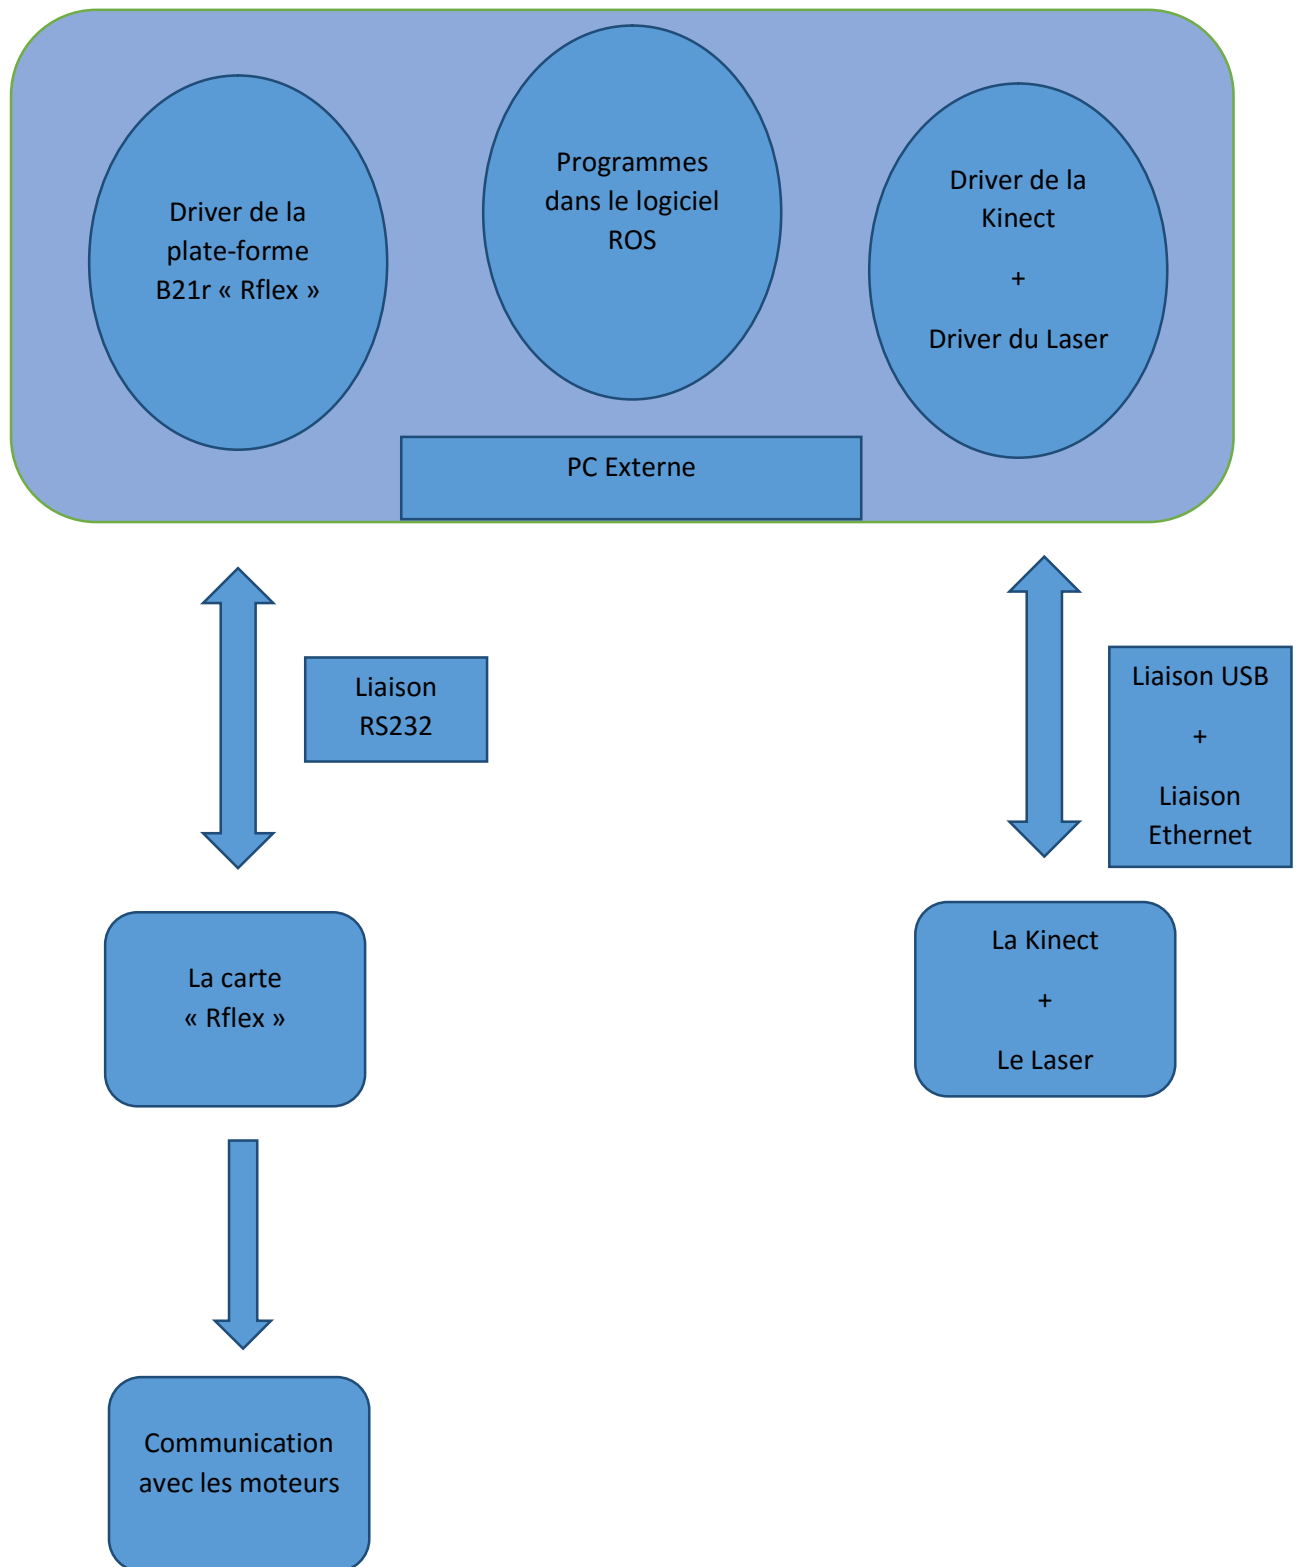 Driver de la
plate-forme
B21r « Rflex »
Programmes
dans le logiciel
ROS
Driver de la
Kinect
+
Driver du Laser
PC Externe
Liaison
RS232
Liaison USB
+
Liaison
Ethernet
La carte
« Rflex »
La Kinect
+
Le Laser
Communication
avec les moteurs